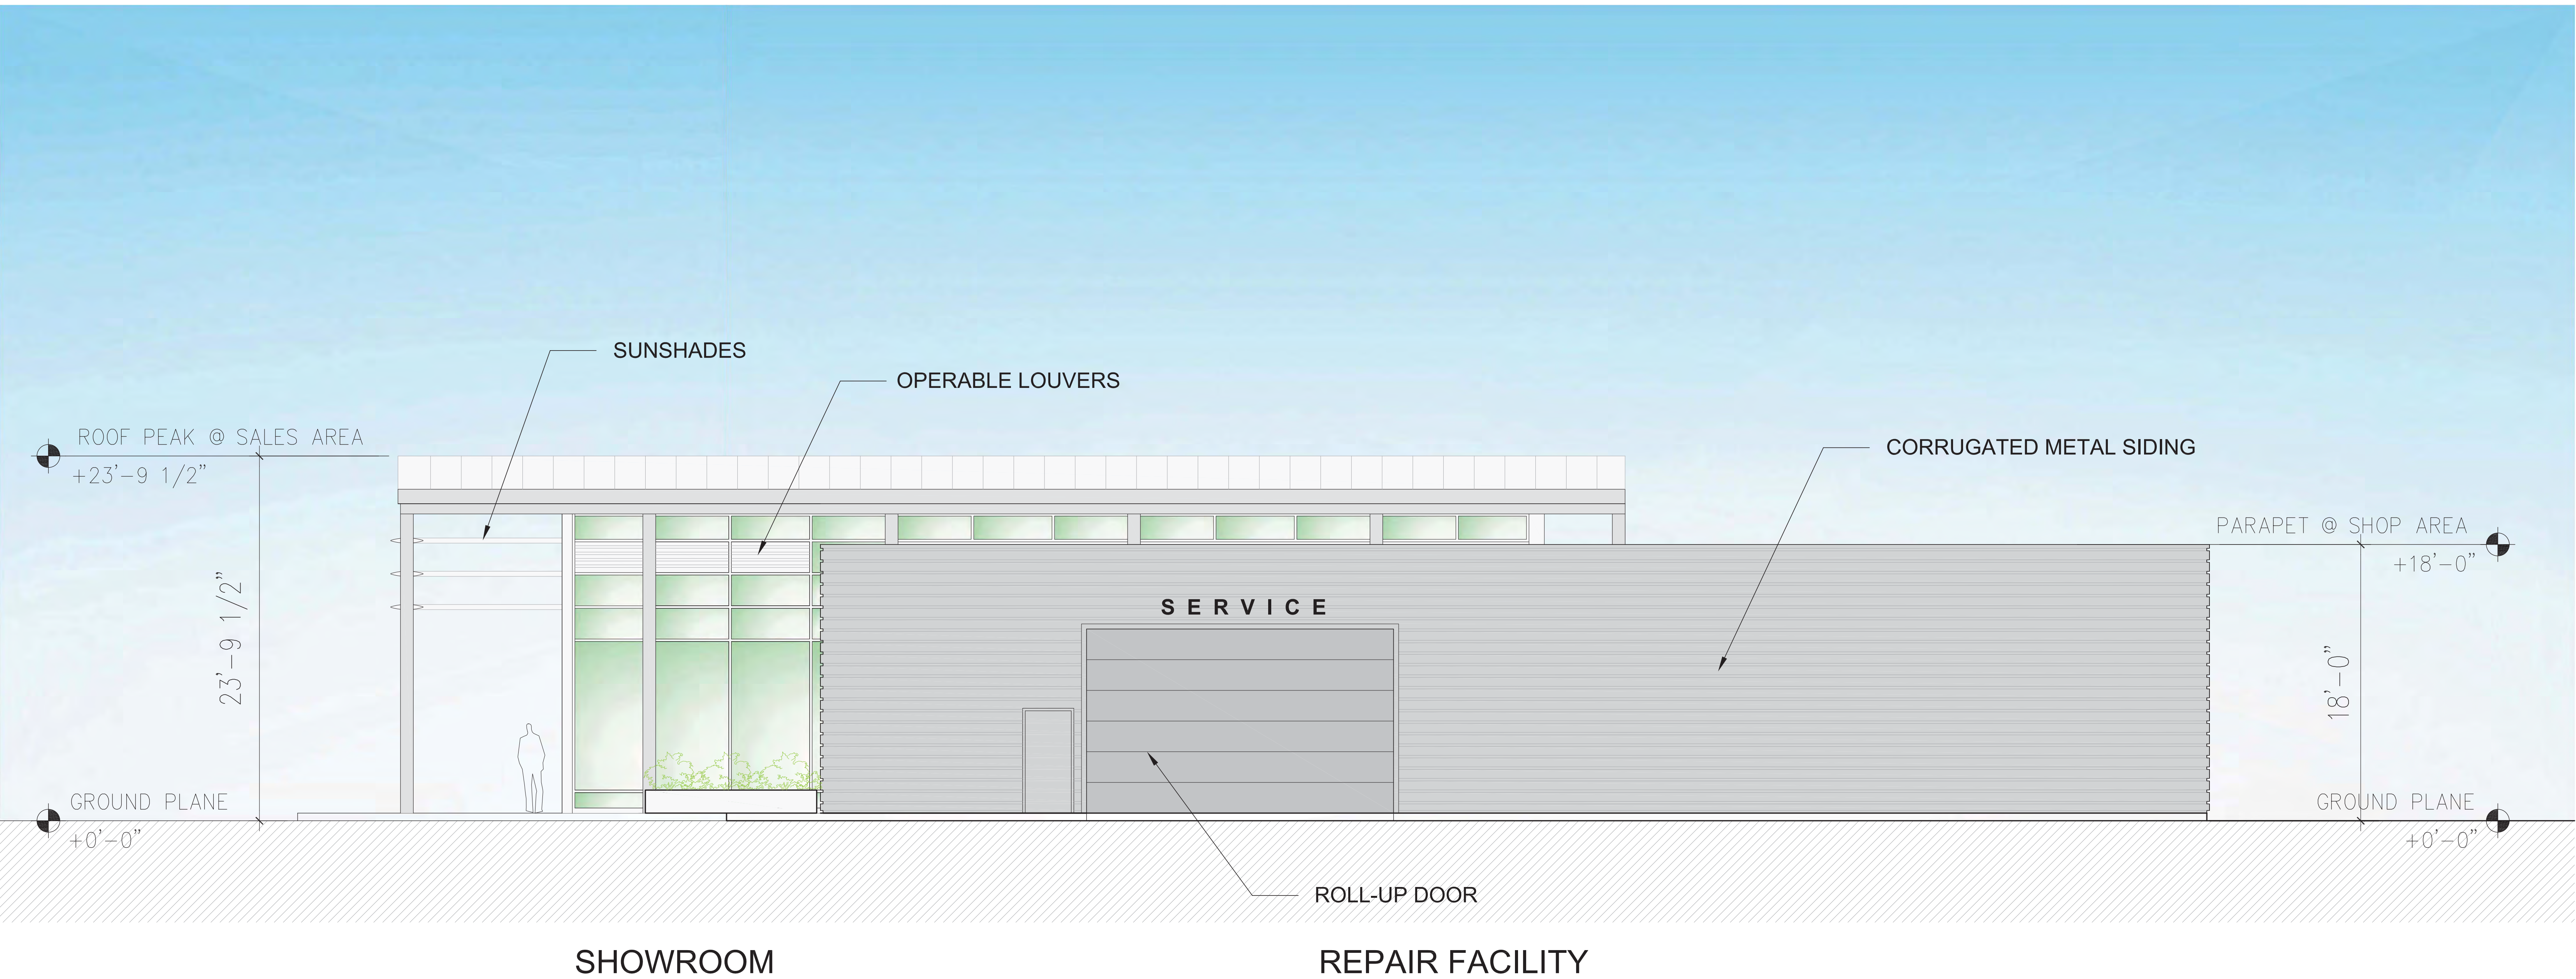 SUNSHADES
OPERABLE LOUVERS
ROOF PEAK @ SALES AREA
+23'-9 1/2"
CORRUGATED METAL SIDING
PARAPET @ SHOP AREA
+18'-0"
23'-9 1/2"
SERVICE
18'-0"
GROUND PLANE
+0'-0"
GROUND PLANE
+0'-0"
ROLL-UP DOOR
SHOWROOM
REPAIR FACILITY